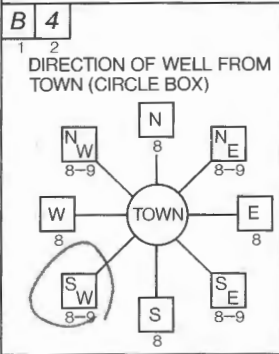 B 4
1 2
DIRECTION OF WELL FROM
TOWN (CIRCLE BOX)
N
8
NW NE
8-9 8-9
W TOWN E
8 8
SW SE
8-9 8-9
S
8